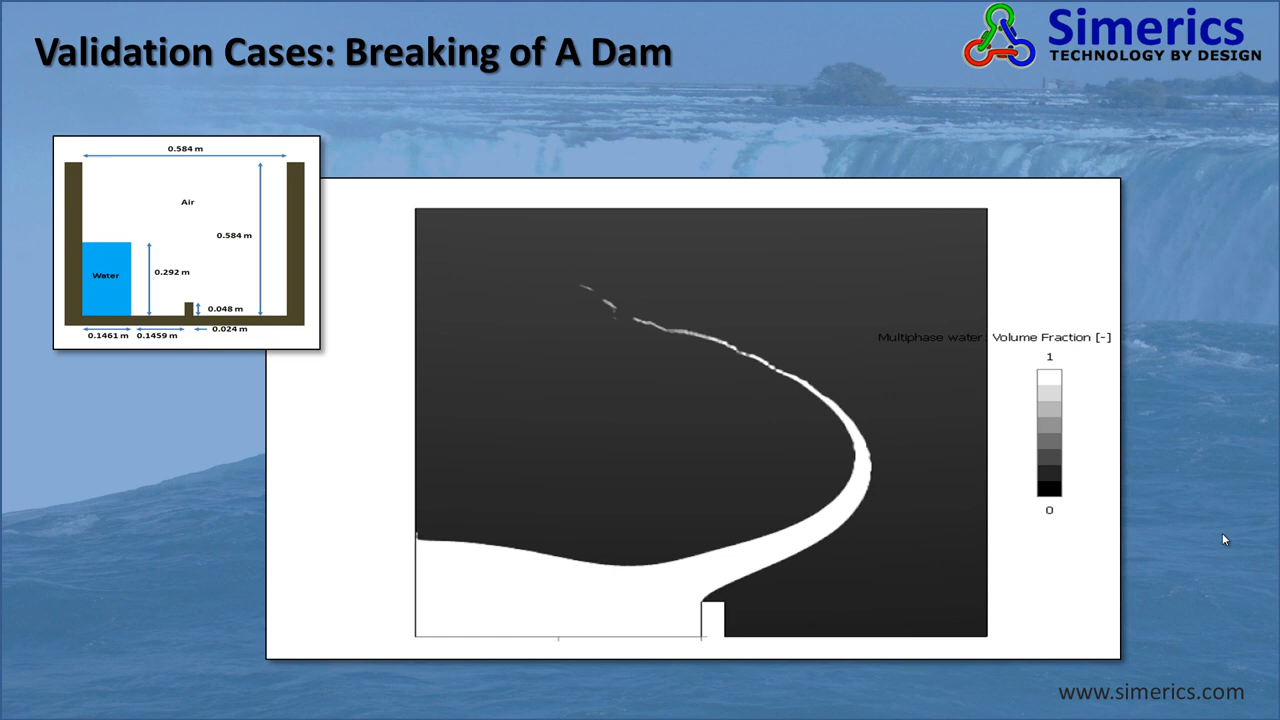 Validation Cases: Breaking of A Dam
Simerics
TECHNOLOGY BY DESIGN
0.584 m
Air
0.584 m
Water
0.292 m
0.048 m
0.024 m
0.1461 m 0.1459 m
Multiphase water: Volume Fraction [-]
1
0
www.simerics.com